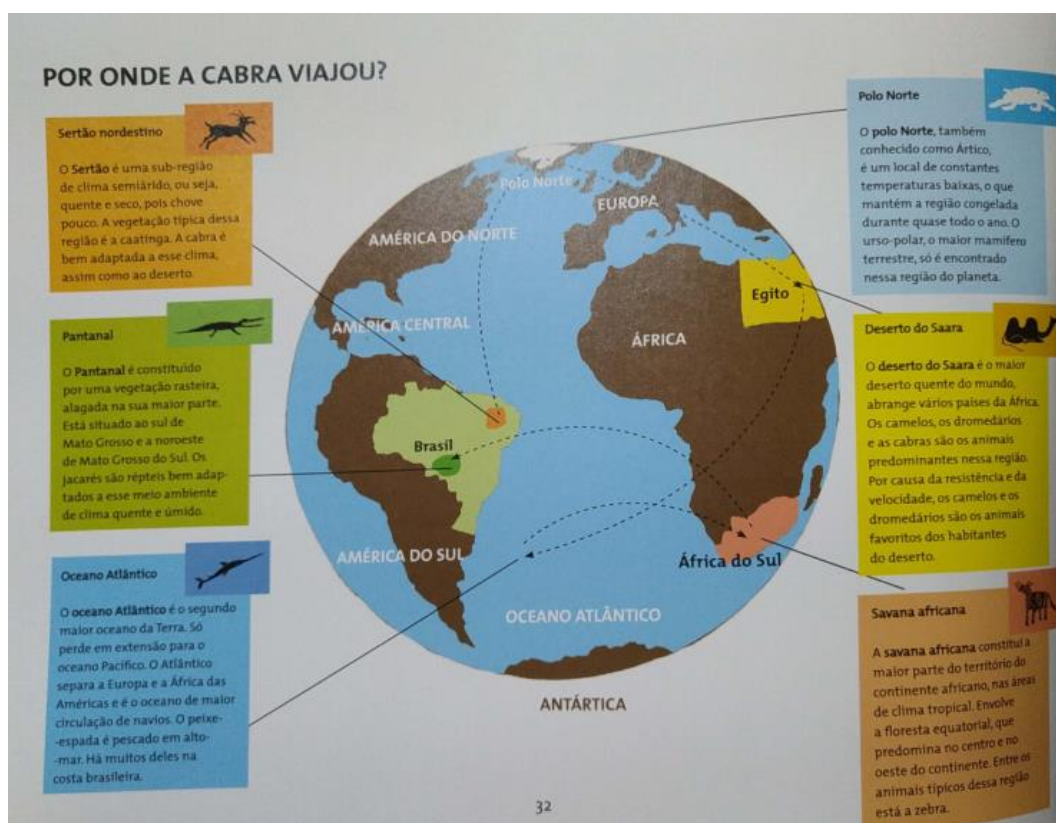 POR ONDE A CABRA VIAJOU?
Sertão nordestino
O Sertão é uma sub-região
de clima semiárido, ou seja,
quente e seco, pois chove
pouco. A vegetação típica dessa
região é a caatinga. A cabra é
bem adaptada a esse clima,
assim como ao deserto.
Pantanal
O Pantanal é constituído
por uma vegetação rasteira,
alagada na sua maior parte.
Está situado ao sul de
Mato Grosso e a noroeste
de Mato Grosso do Sul. Os
jacarés são répteis bem adap-
tados a esse meio ambiente
de clima quente e úmido.
Oceano Atlântico
O oceano Atlântico é o segundo
maior oceano da Terra. Só
perde em extensão para o
oceano Pacífico. O Atlântico
separa a Europa e a África das
Américas e é o oceano de maior
circulação de navios. O peixe-
-espada é pescado em alto-
-mar. Há muitos deles na
costa brasileira.
Polo Norte
EUROPA
AMÉRICA DO NORTE
Egito
AMÉRICA CENTRAL
ÁFRICA
Brasil
AMÉRICA DO SUL
África do Sul
OCEANO ATLÂNTICO
ANTÁRTICA
Polo Norte
O polo Norte, também
conhecido como Ártico,
é um local de constantes
temperaturas baixas, o que
mantém a região congelada
durante quase todo o ano. O
urso-polar, o maior mamífero
terrestre, só é encontrado
nessa região do planeta.
Deserto do Saara
O deserto do Saara é o maior
deserto quente do mundo,
abrange vários países da África.
Os camelos, os dromedários
e as cabras são os animais
predominantes nessa região.
Por causa da resistência e da
velocidade, os camelos e os
dromedários são os animais
favoritos dos habitantes
do deserto.
Savana africana
A savana africana constitui a
maior parte do território do
continente africano, nas áreas
de clima tropical. Envolve
a floresta equatorial, que
predomina no centro e no
oeste do continente. Entre os
animais típicos dessa região
está a zebra.
32